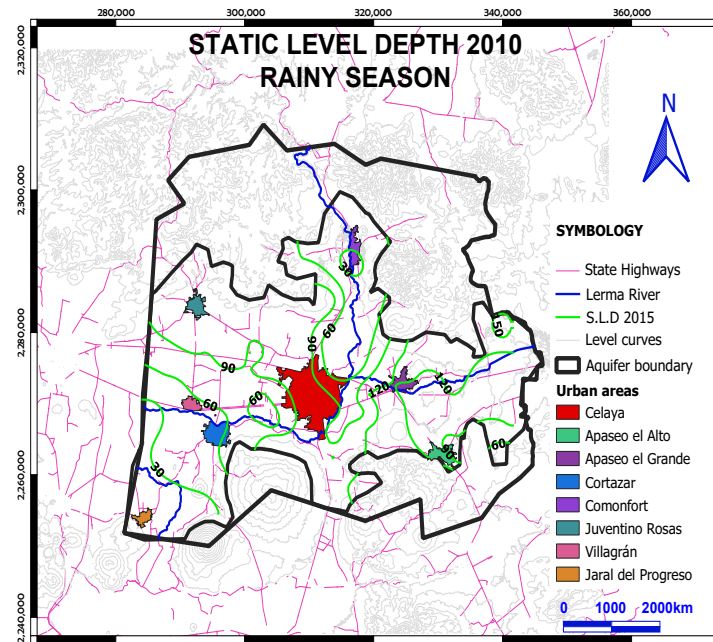 280,000 300,000 320,000 340,000 360,000
STATIC LEVEL DEPTH 2010
RAINY SEASON
2,320,000
2,300,000
2,280,000
2,260,000
2,240,000
N
30
60
90
150
90
120
120
60
60
90
60
30
SYMBOLOGY
State Highways
Lerma River
S.L.D 2015
Level curves
Aquifer boundary
Urban areas
Celaya
Apaseo el Alto
Apaseo el Grande
Cortazar
Comonfort
Juventino Rosas
Villagrán
Jaral del Progreso
0 1000 2000km